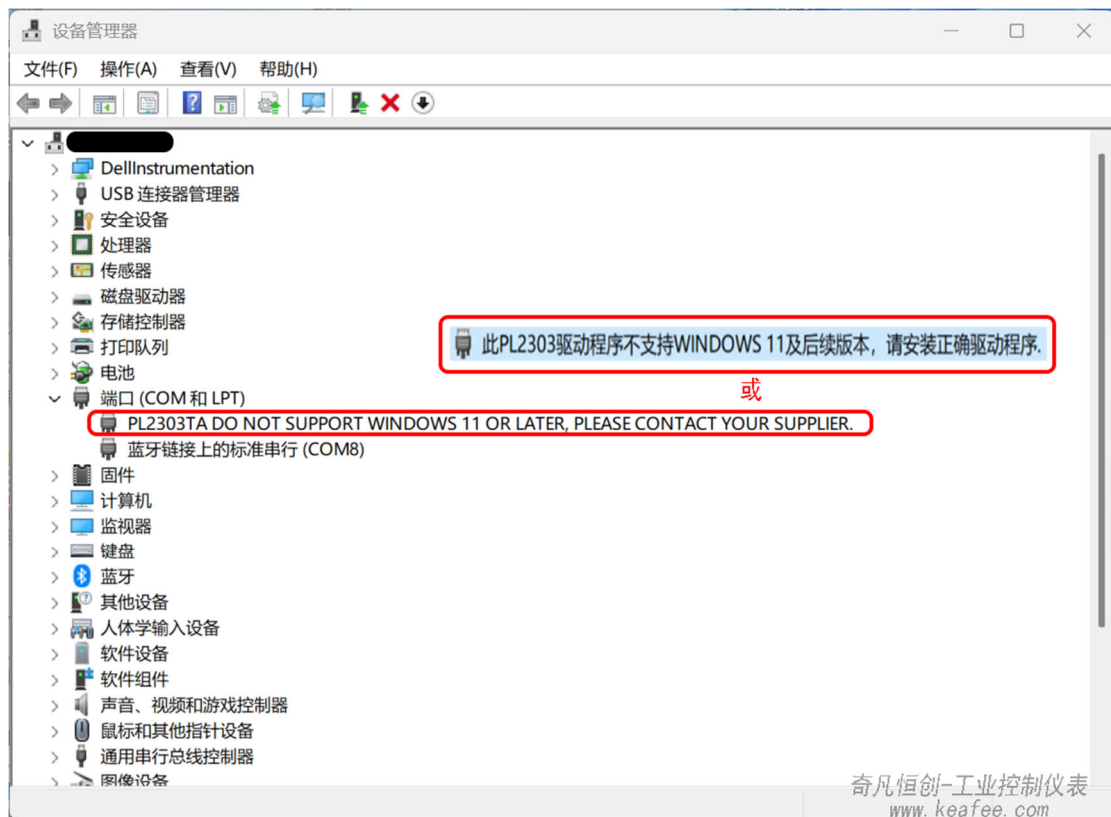 设备管理器
文件(F) 操作(A) 查看(V) 帮助(H)
DellInstrumentation
USB 连接器管理器
安全设备
处理器
传感器
磁盘驱动器
存储控制器
打印队列
电池
端口 (COM 和 LPT)
PL2303TA DO NOT SUPPORT WINDOWS 11 OR LATER, PLEASE CONTACT YOUR SUPPLIER.
蓝牙链接上的标准串行 (COM8)
固件
计算机
监视器
键盘
蓝牙
其他设备
人体学输入设备
软件设备
软件组件
声音、视频和游戏控制器
鼠标和其他指针设备
通用串行总线控制器
图像设备
此PL2303驱动程序不支持WINDOWS 11及后续版本，请安装正确驱动程序.
或
奇凡恒创-工业控制仪表
www.keafee.com